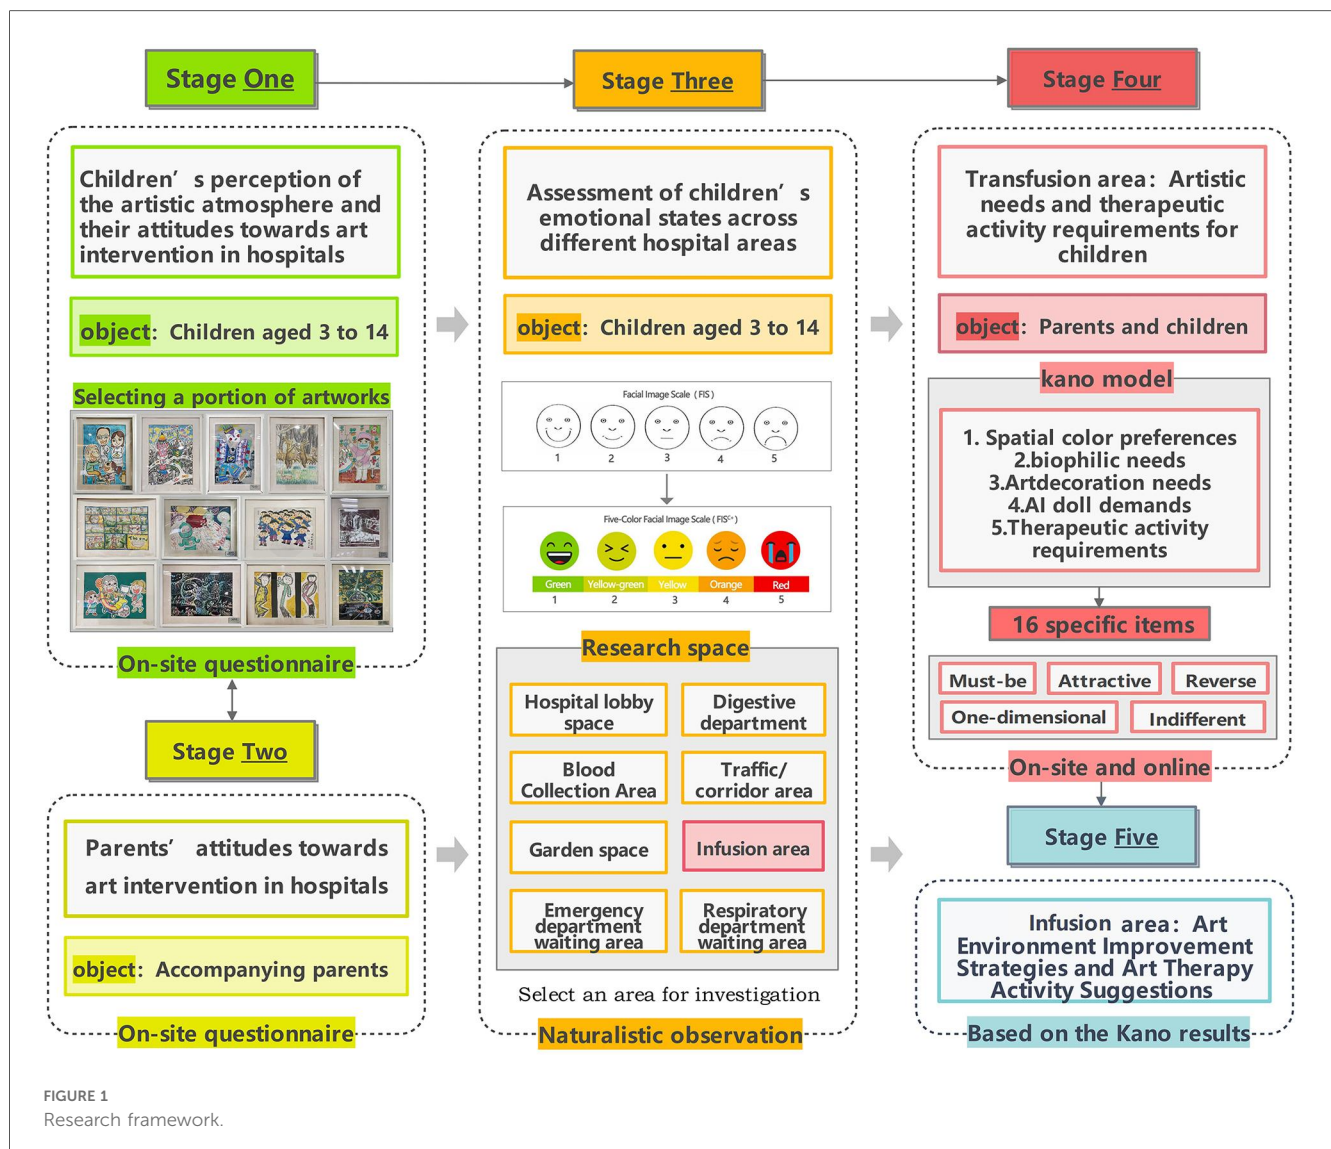 Stage One
Children’ s perception of
the artistic atmosphere and
their attitudes towards art
intervention in hospitals
object: Children aged 3 to 14
Selecting a portion of artworks
On-site questionnaire
Stage Two
Parents’ attitudes towards
art intervention in hospitals
object: Accompanying parents
On-site questionnaire
Stage Three
Assessment of children’ s
emotional states across
different hospital areas
object: Children aged 3 to 14
Facial Image Scale ( FIS )
1 2 3 4 5
Five-Color Facial Image Scale ( FISC+ )
Green Yellow-green Yellow Orange Red
1 2 3 4 5
Research space
Hospital lobby
space
Digestive
department
Blood
Collection Area
Traffic/
corridor area
Garden space
Infusion area
Emergency
department
waiting area
Respiratory
department
waiting area
Select an area for investigation
Naturalistic observation
Stage Four
Transfusion area: Artistic
needs and therapeutic
activity requirements for
children
object: Parents and children
kano model
1. Spatial color preferences
2.biophilic needs
3.Artdecoration needs
4.AI doll demands
5.Therapeutic activity
requirements
16 specific items
Must-be Attractive Reverse
One-dimensional Indifferent
On-site and online
Stage Five
Infusion area: Art
Environment Improvement
Strategies and Art Therapy
Activity Suggestions
Based on the Kano results
FIGURE 1
Research framework.